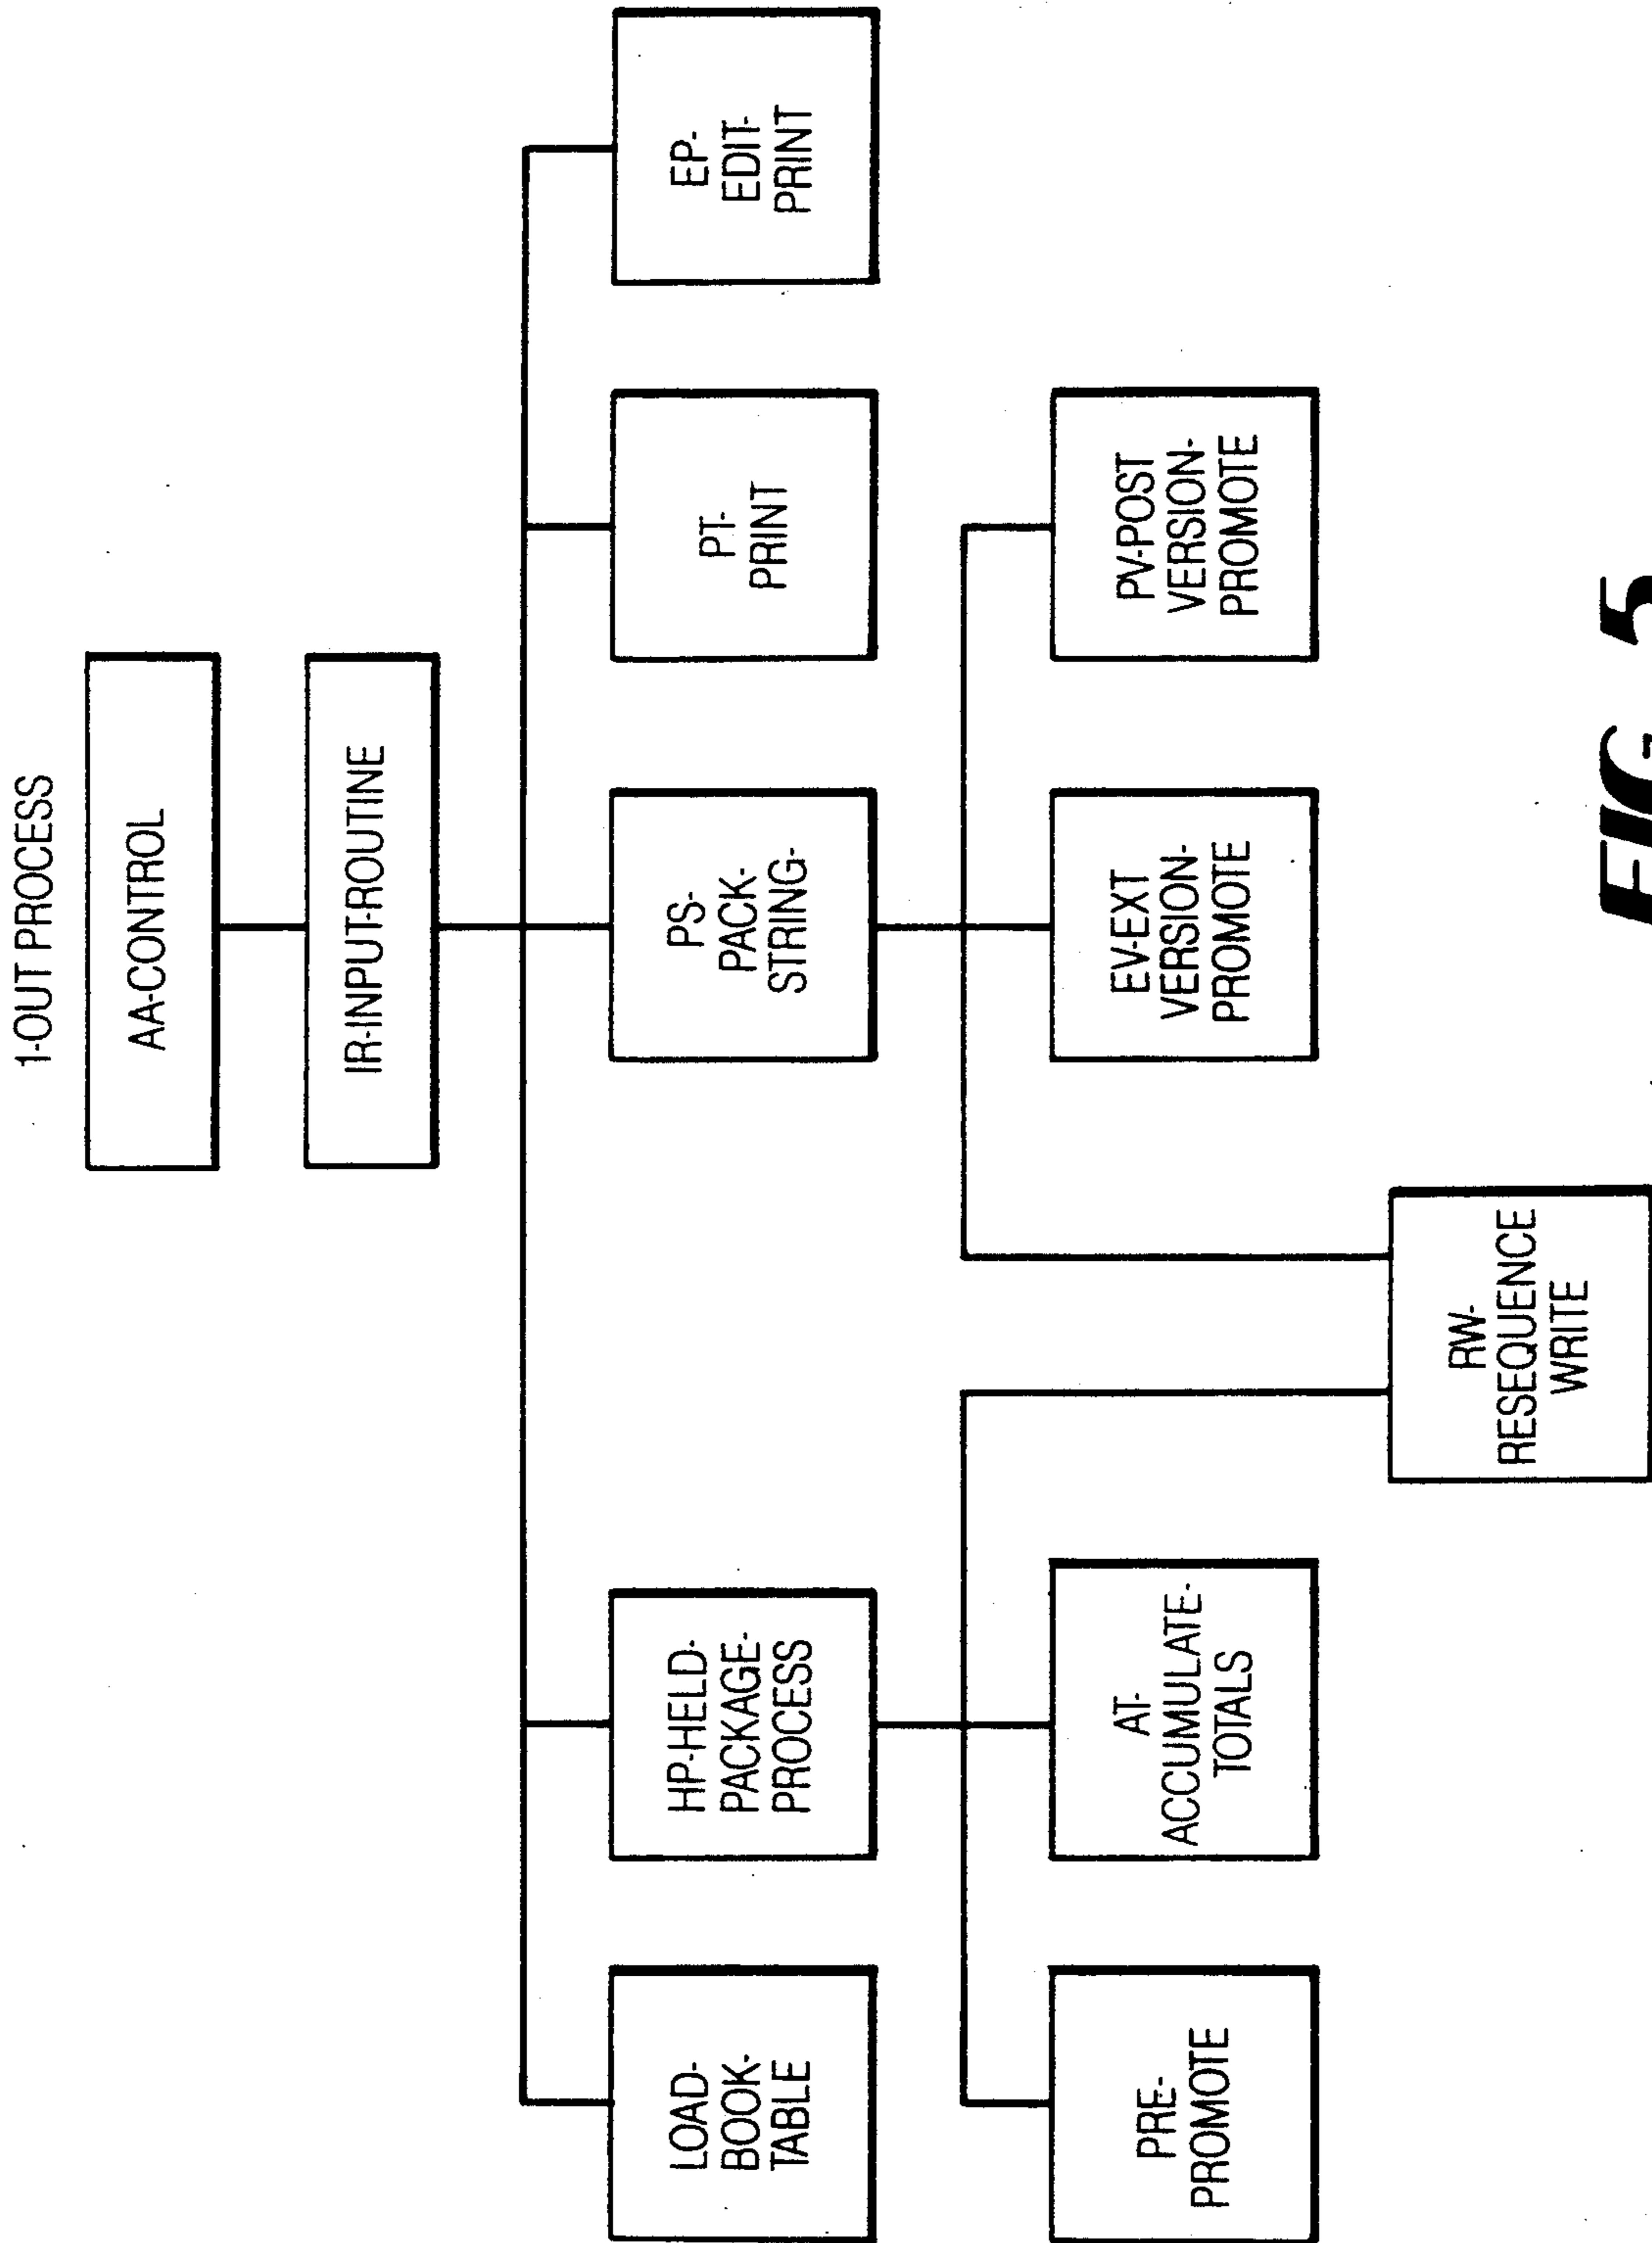 1-OUT PROCESS
AA-CONTROL
IR-INPUT-ROUTINE
LOAD-
BOOK-
TABLE
HP-HELD-
PACKAGE-
PROCESS
PS-
PACK-
STRING-
PT-
PRINT
EP-
EDIT-
PRINT
PRE-
PROMOTE
AT-
ACCUMULATE-
TOTALS
EV-EXT
VERSION-
PROMOTE
PV-POST
VERSION-
PROMOTE
RW-
RESEQUENCE
WRITE
FIG 5